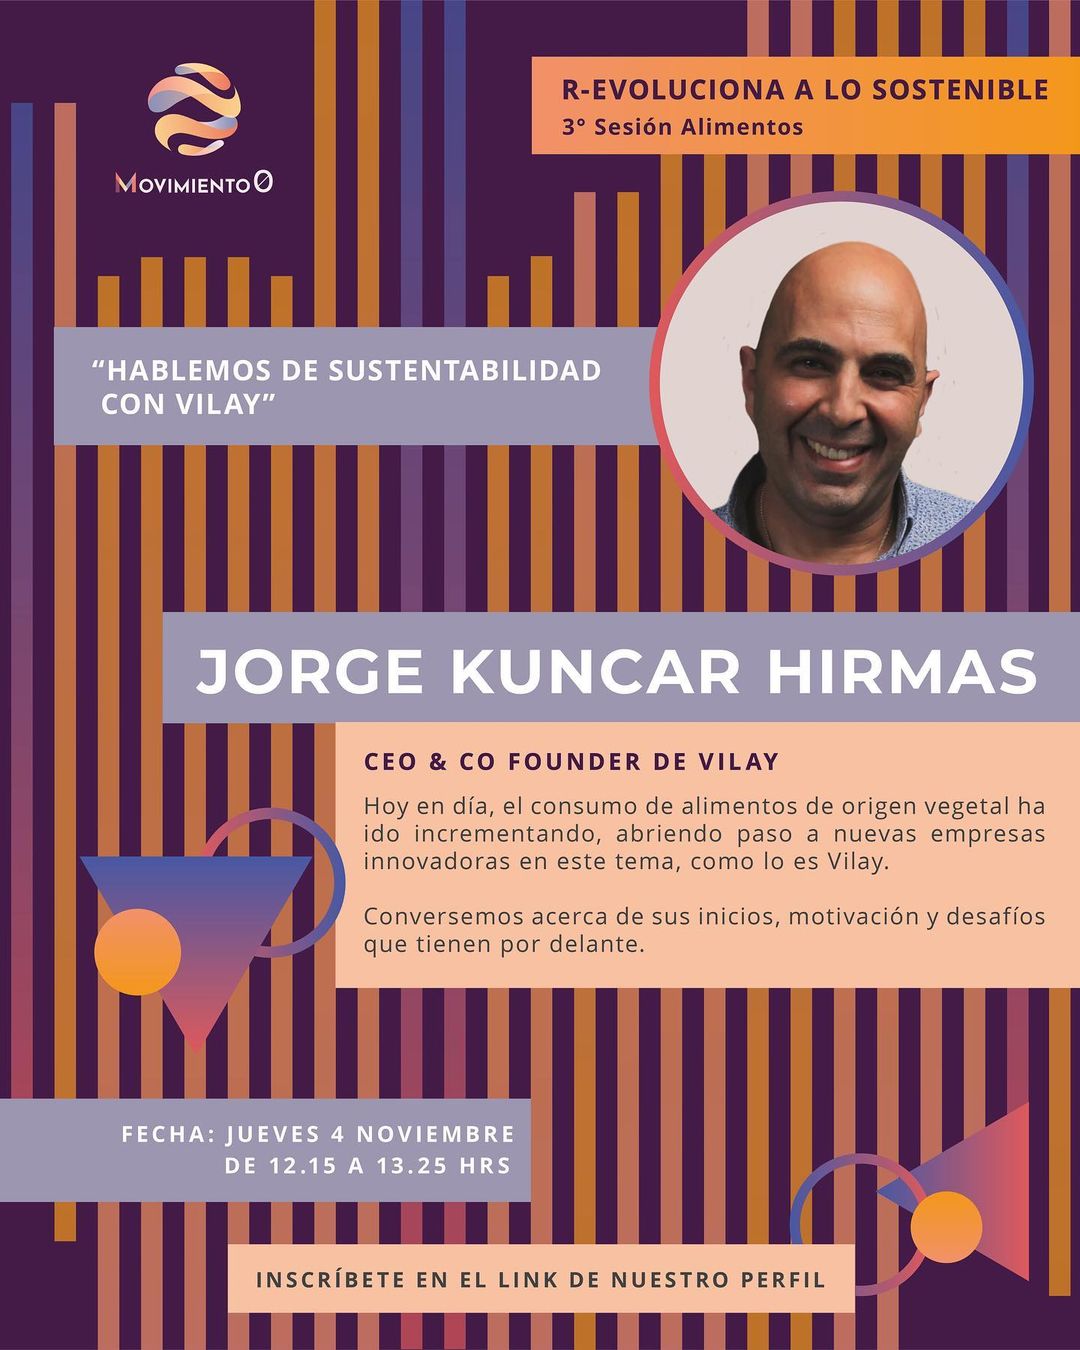 MOVIMIENTO 0
R-EVOLUCIONA A LO SOSTENIBLE
3° Sesión Alimentos
“HABLEMOS DE SUSTENTABILIDAD
CON VILAY”
JORGE KUNCAR HIRMAS
CEO & CO FOUNDER DE VILAY
Hoy en día, el consumo de alimentos de origen vegetal ha
ido incrementando, abriendo paso a nuevas empresas
innovadoras en este tema, como lo es Vilay.
Conversemos acerca de sus inicios, motivación y desafíos
que tienen por delante.
FECHA: JUEVES 4 NOVIEMBRE
DE 12.15 A 13.25 HRS
INSCRÍBETE EN EL LINK DE NUESTRO PERFIL